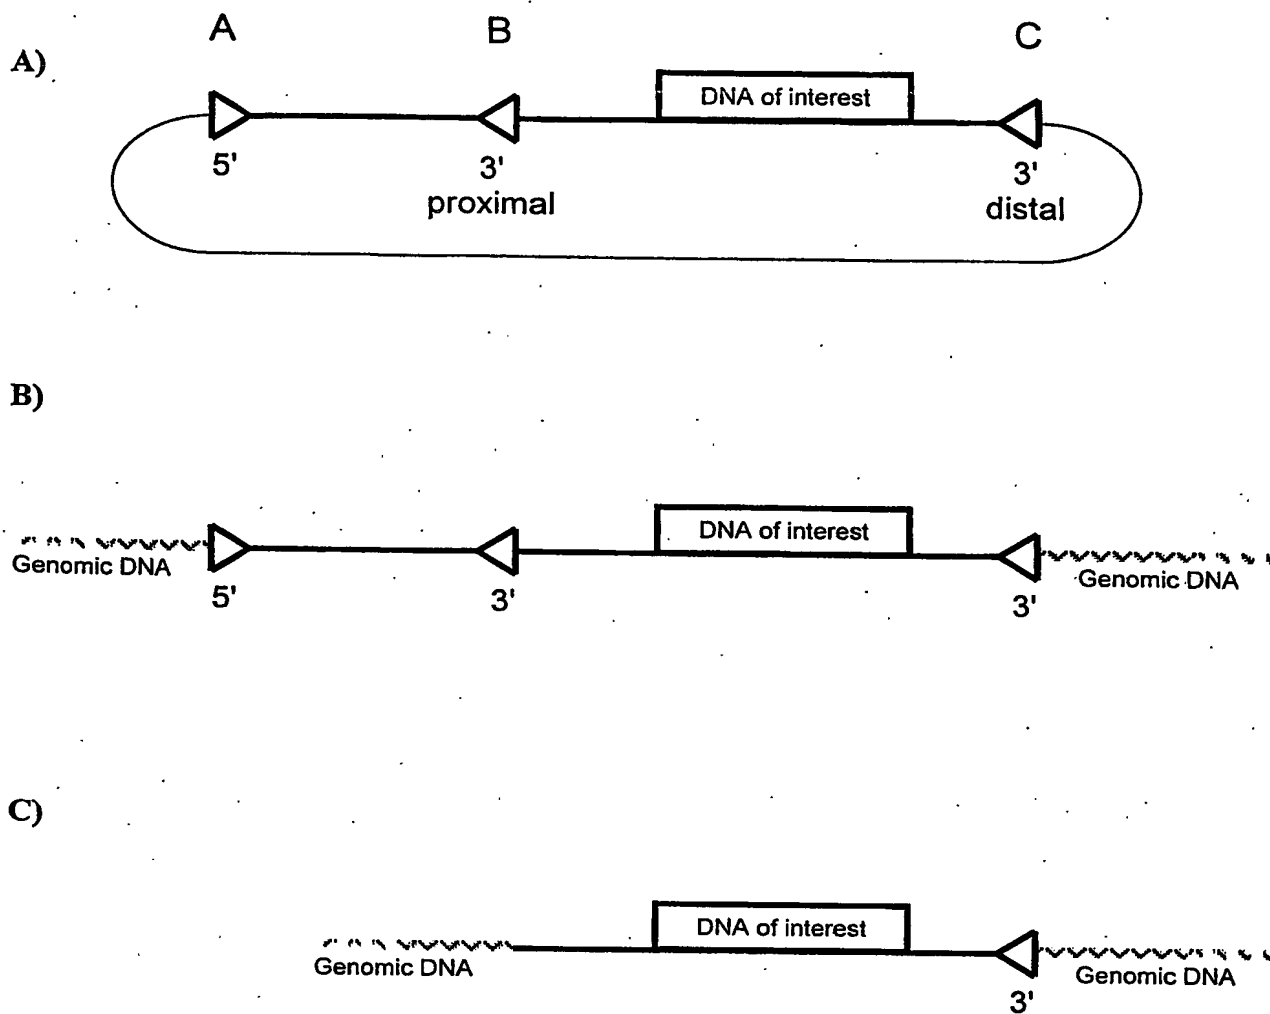 A B C
A)
DNA of interest
5' 3' 3'
proximal distal
B)
DNA of interest
Genomic DNA Genomic DNA
5' 3' 3'
C)
DNA of interest
Genomic DNA Genomic DNA
3'